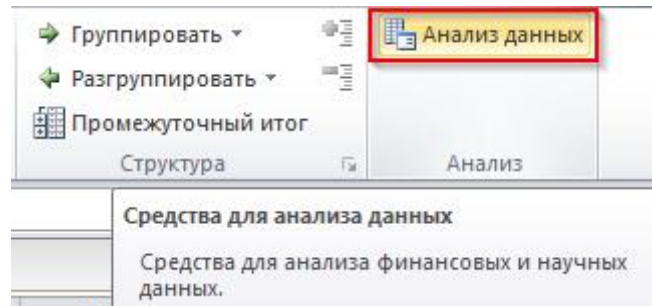 Группировать
Разгруппировать
Промежуточный итог
Структура
Анализ данных
Анализ
Средства для анализа данных
Средства для анализа финансовых и научных
данных.